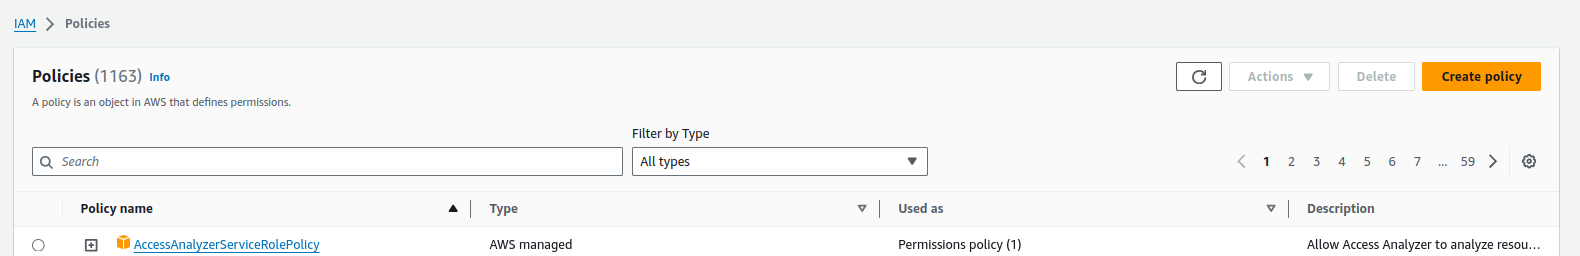 IAM > Policies
Policies (1163) Info
Actions Delete Create policy
A policy is an object in AWS that defines permissions.
Filter by Type
Search All types 1 2 3 4 5 6 7 ... 59
Policy name Type Used as Description
AccessAnalyzerServiceRolePolicy AWS managed Permissions policy (1) Allow Access Analyzer to analyze resou...